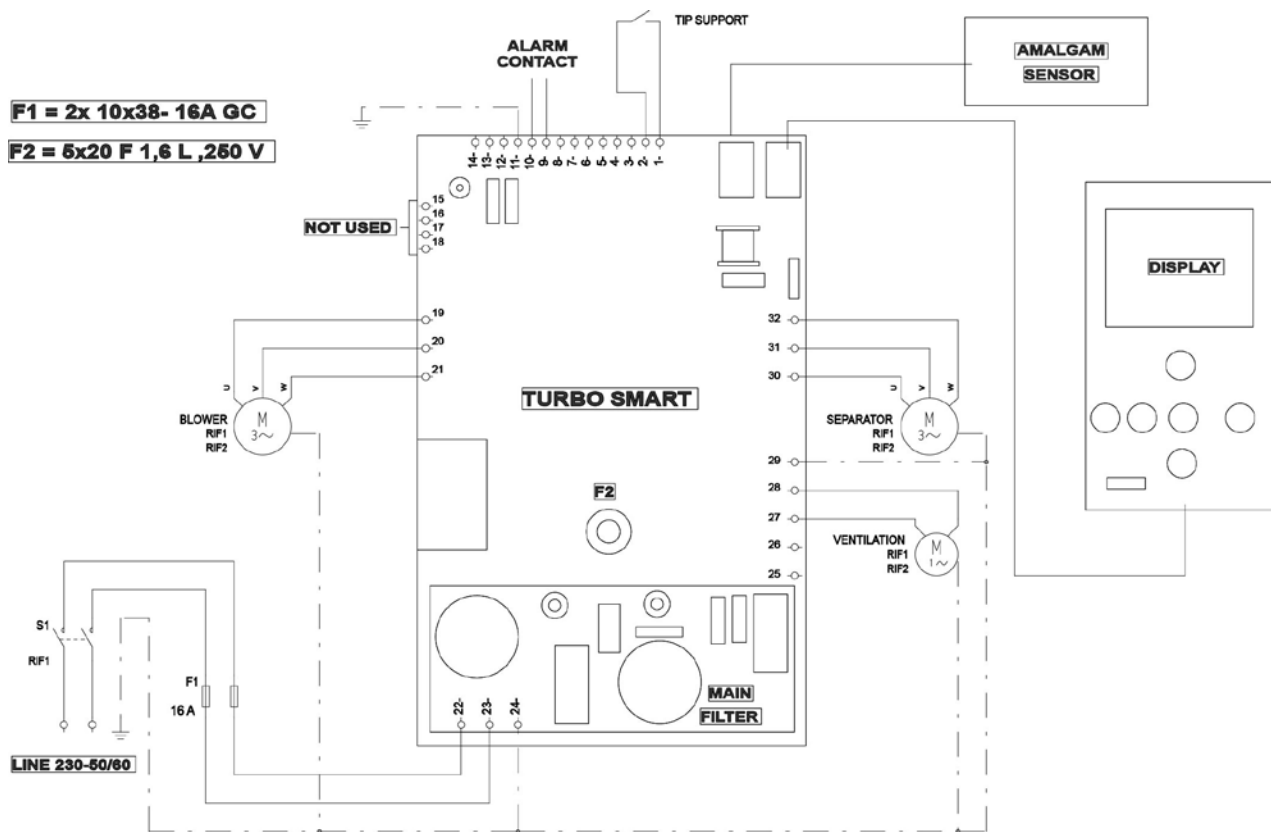 TIP SUPPORT
ALARM
CONTACT
AMALGAM
SENSOR
F1 = 2x 10x38- 16A GC
F2 = 5x20 F 1,6 L ,250 V
14-
13-
12-
11-
10-
9-
8-
7-
6-
5-
4-
3-
2-
1-
15
16
17
18
NOT USED
DISPLAY
19
20
21
32
31
30
U
V
W
U
V
W
TURBO SMART
BLOWER
RIF1
RIF2
M
3~
SEPARATOR
RIF1
RIF2
M
3~
29
28
27
26
25
F2
VENTILATION
RIF1
RIF2
M
1~
S1
RIF1
F1
16A
22-
23-
24-
MAIN
FILTER
LINE 230-50/60